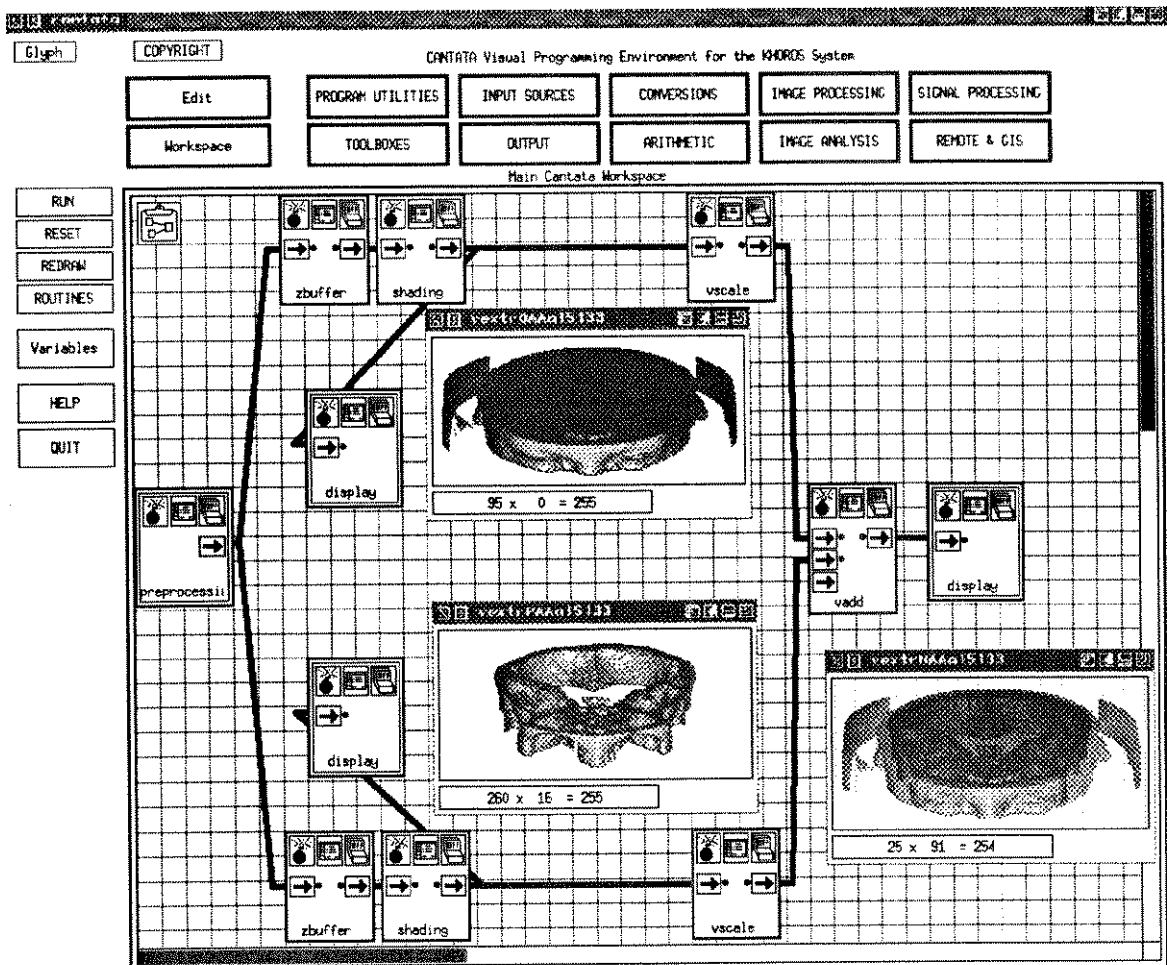 cantata
Glyph
COPYRIGHT
CANTATA Visual Programming Environment for the KHOROS System
Edit
PROGRAM UTILITIES
INPUT SOURCES
CONVERSIONS
IMAGE PROCESSING
SIGNAL PROCESSING
Workspace
TOOLBOXES
OUTPUT
ARITHMETIC
IMAGE ANALYSIS
REMOTE & GIS
Main Cantata Workspace
RUN
RESET
REDRAW
ROUTINES
Variables
HELP
QUIT
zbuffer
shading
vscale
display
95 x 0 = 255
preprocessi
vadd
display
display
260 x 16 = 255
25 x 91 = 254
zbuffer
shading
vscale